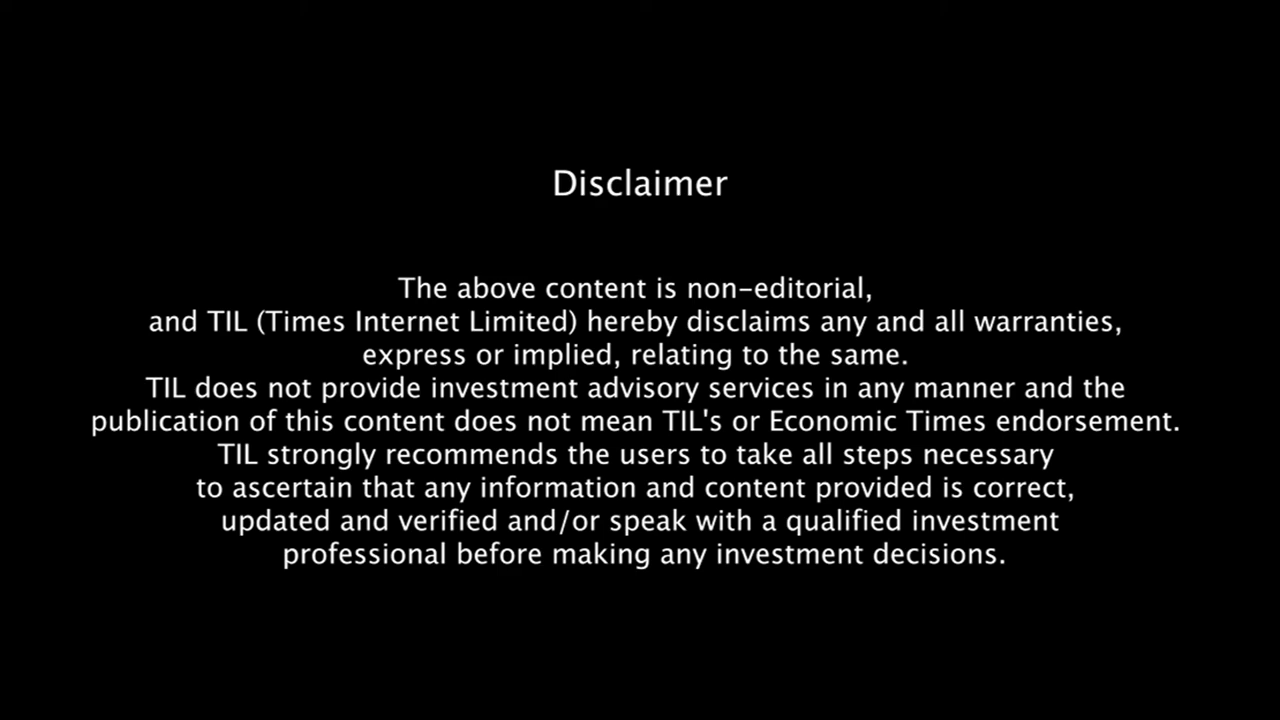 Disclaimer
The above content is non-editorial,
and TIL (Times Internet Limited) hereby disclaims any and all warranties,
express or implied, relating to the same.
TIL does not provide investment advisory services in any manner and the
publication of this content does not mean TIL's or Economic Times endorsement.
TIL strongly recommends the users to take all steps necessary
to ascertain that any information and content provided is correct,
updated and verified and/or speak with a qualified investment
professional before making any investment decisions.